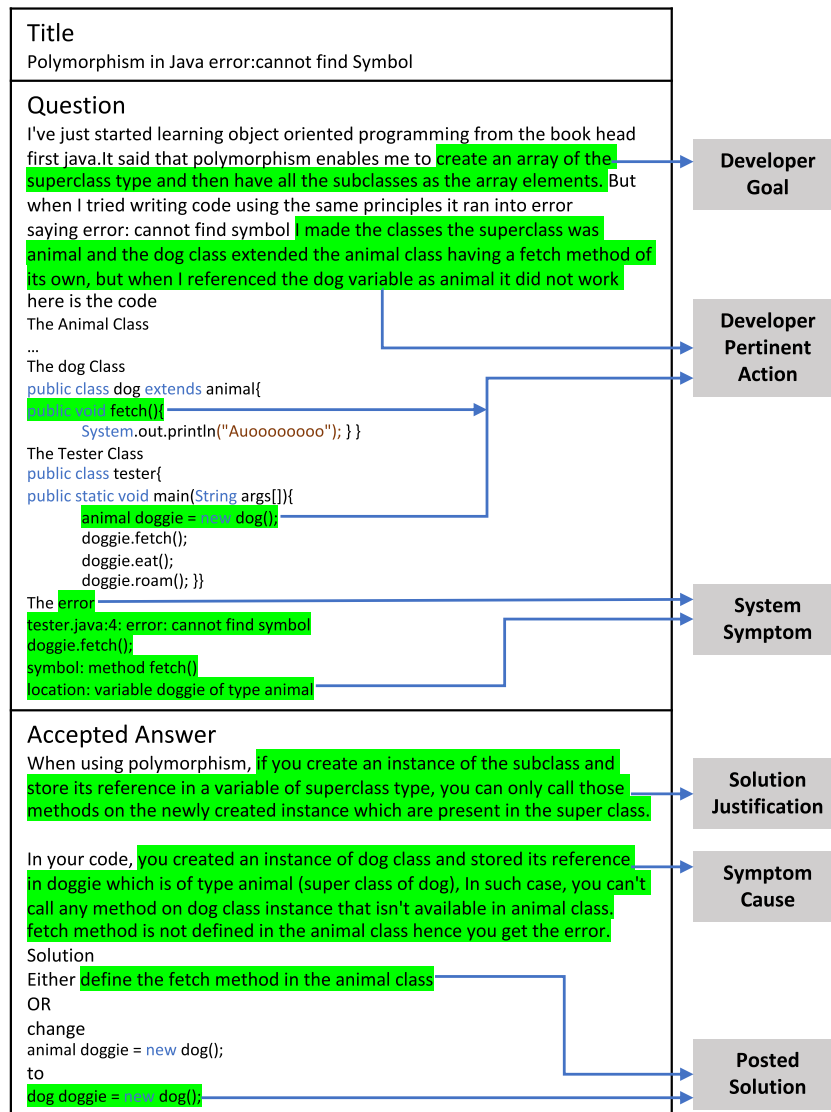 Title
Polymorphism in Java error:cannot find Symbol
Question
I've just started learning object oriented programming from the book head
first java.It said that polymorphism enables me to create an array of the
superclass type and then have all the subclasses as the array elements. But
when I tried writing code using the same principles it ran into error
saying error: cannot find symbol I made the classes the superclass was
animal and the dog class extended the animal class having a fetch method of
its own, but when I referenced the dog variable as animal it did not work
here is the code
The Animal Class
...
The dog Class
public class dog extends animal{
public void fetch(){
System.out.println("Auoooooooo"); } }
The Tester Class
public class tester{
public static void main(String args[]){
animal doggie = new dog();
doggie.fetch();
doggie.eat();
doggie.roam(); }}
The error
tester.java:4: error: cannot find symbol
doggie.fetch();
symbol: method fetch()
location: variable doggie of type animal
Accepted Answer
When using polymorphism, if you create an instance of the subclass and
store its reference in a variable of superclass type, you can only call those
methods on the newly created instance which are present in the super class.
In your code, you created an instance of dog class and stored its reference
in doggie which is of type animal (super class of dog), In such case, you can't
call any method on dog class instance that isn't available in animal class.
fetch method is not defined in the animal class hence you get the error.
Solution
Either define the fetch method in the animal class
OR
change
animal doggie = new dog();
to
dog doggie = new dog();
Developer
Goal
Developer
Pertinent
Action
System
Symptom
Solution
Justification
Symptom
Cause
Posted
Solution